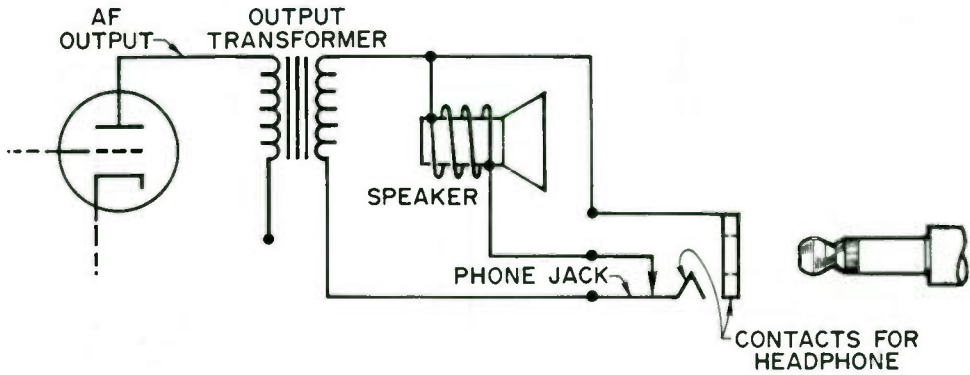 AF
OUTPUT
OUTPUT
TRANSFORMER
SPEAKER
PHONE JACK
CONTACTS FOR
HEADPHONE